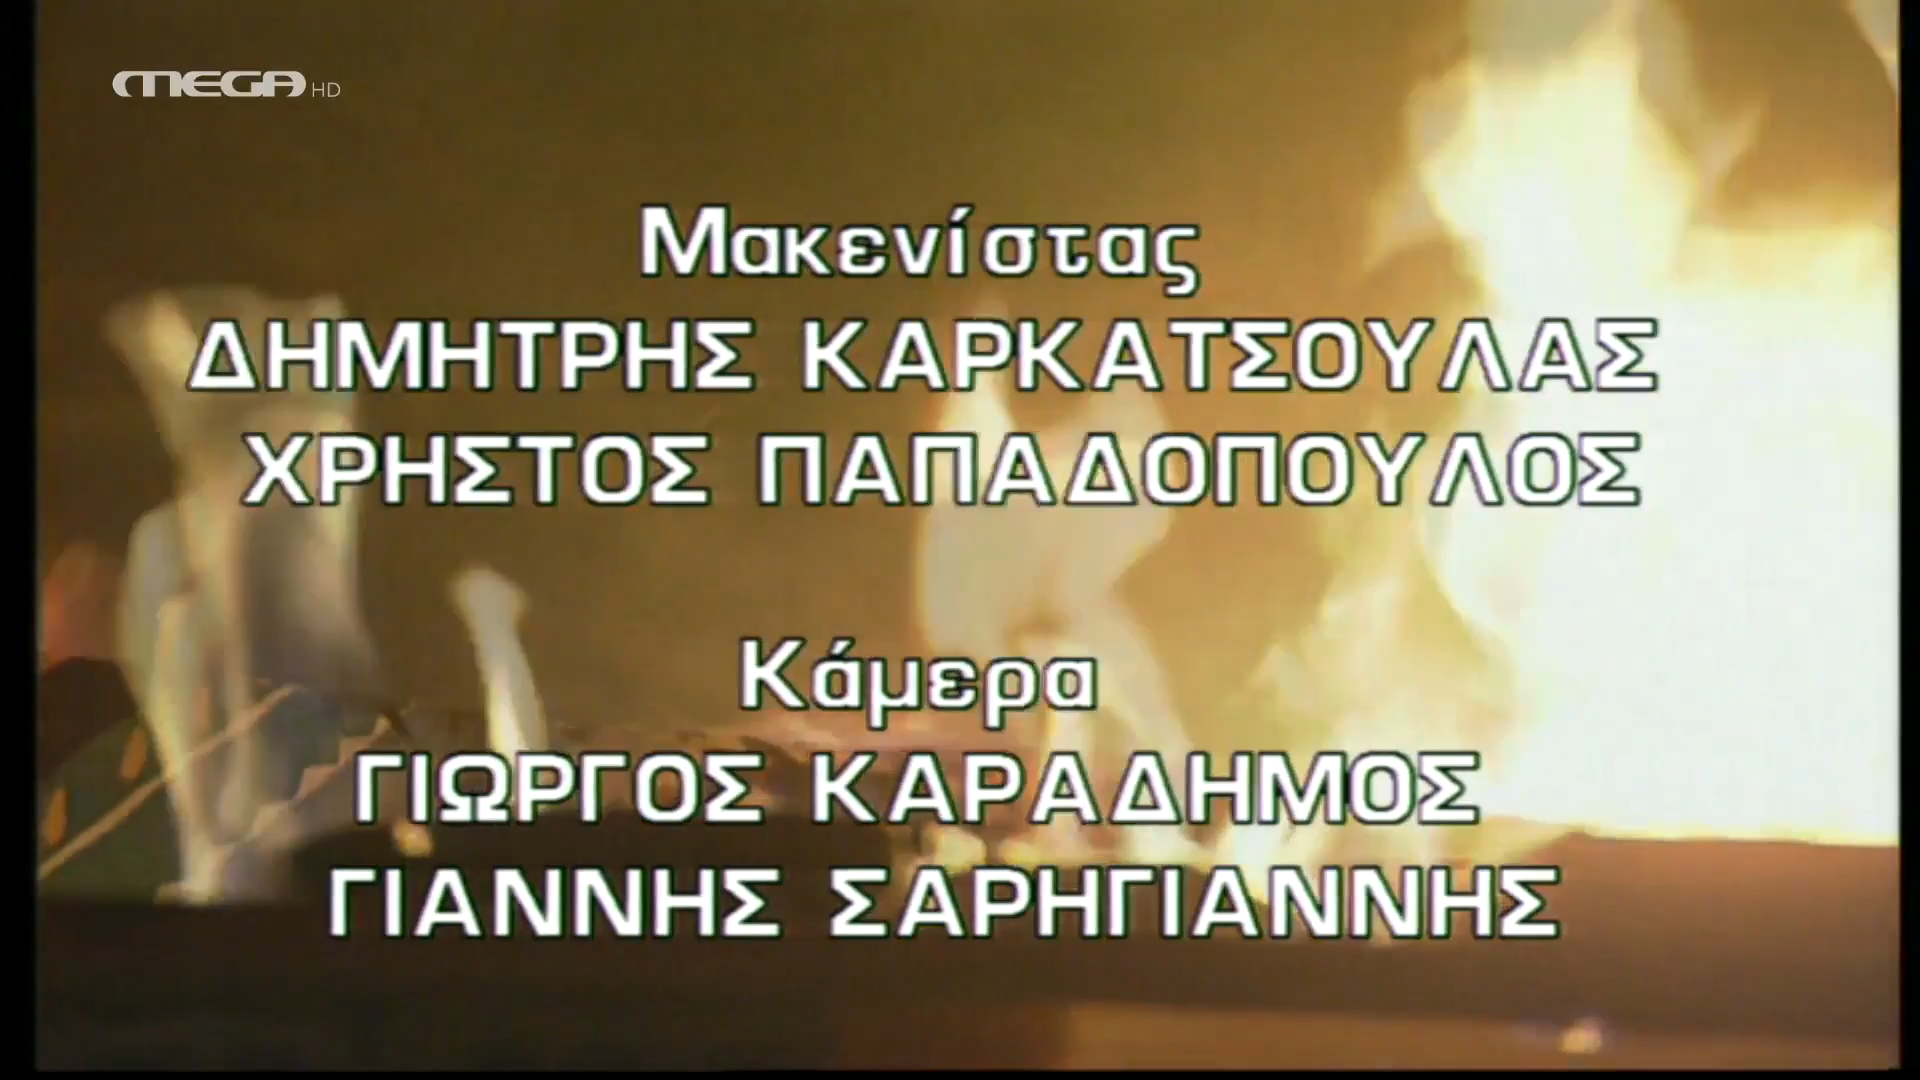 MEGA HD
Μακενίστας
ΔΗΜΗΤΡΗΣ ΚΑΡΚΑΤΣΟΥΛΑΣ
ΧΡΗΣΤΟΣ ΠΑΠΑΔΟΠΟΥΛΟΣ
Κάμερα
ΓΙΩΡΓΟΣ ΚΑΡΑΔΗΜΟΣ
ΓΙΑΝΝΗΣ ΣΑΡΗΓΙΑΝΝΗΣ